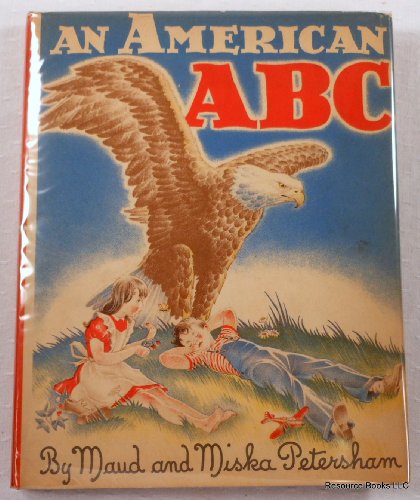 AN AMERICAN
ABC
By Maud and Miska Petersham
Resource Books LLC